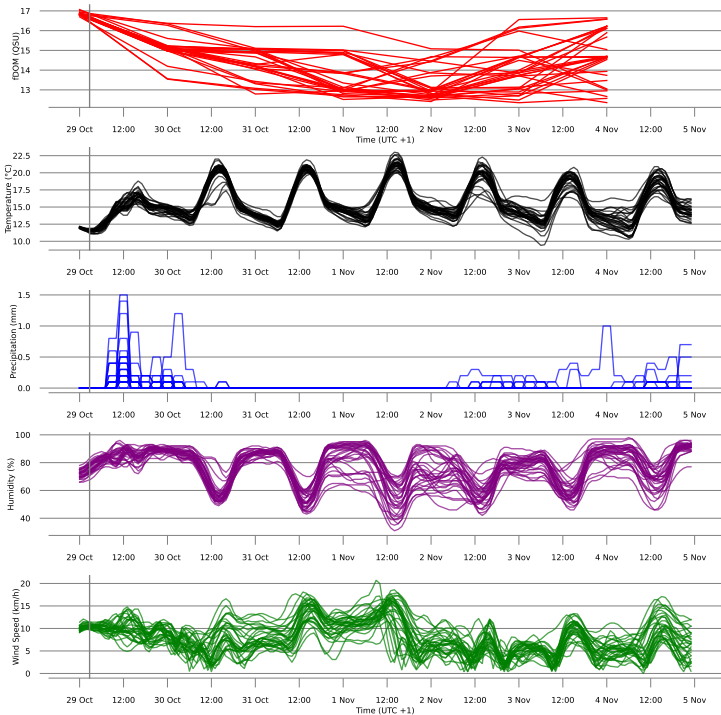 fDOM (QSU)
17
16
15
14
13
29 Oct 12:00 30 Oct 12:00 31 Oct 12:00 1 Nov 12:00 2 Nov 12:00 3 Nov 12:00 4 Nov 12:00 5 Nov
Time (UTC +1)
Temperature (°C)
22.5
20.0
17.5
15.0
12.5
10.0
29 Oct 12:00 30 Oct 12:00 31 Oct 12:00 1 Nov 12:00 2 Nov 12:00 3 Nov 12:00 4 Nov 12:00 5 Nov
Precipitation (mm)
1.5
1.0
0.5
0.0
29 Oct 12:00 30 Oct 12:00 31 Oct 12:00 1 Nov 12:00 2 Nov 12:00 3 Nov 12:00 4 Nov 12:00 5 Nov
Humidity (%)
100
80
60
40
29 Oct 12:00 30 Oct 12:00 31 Oct 12:00 1 Nov 12:00 2 Nov 12:00 3 Nov 12:00 4 Nov 12:00 5 Nov
Wind Speed (km/h)
20
15
10
5
0
29 Oct 12:00 30 Oct 12:00 31 Oct 12:00 1 Nov 12:00 2 Nov 12:00 3 Nov 12:00 4 Nov 12:00 5 Nov
Time (UTC +1)